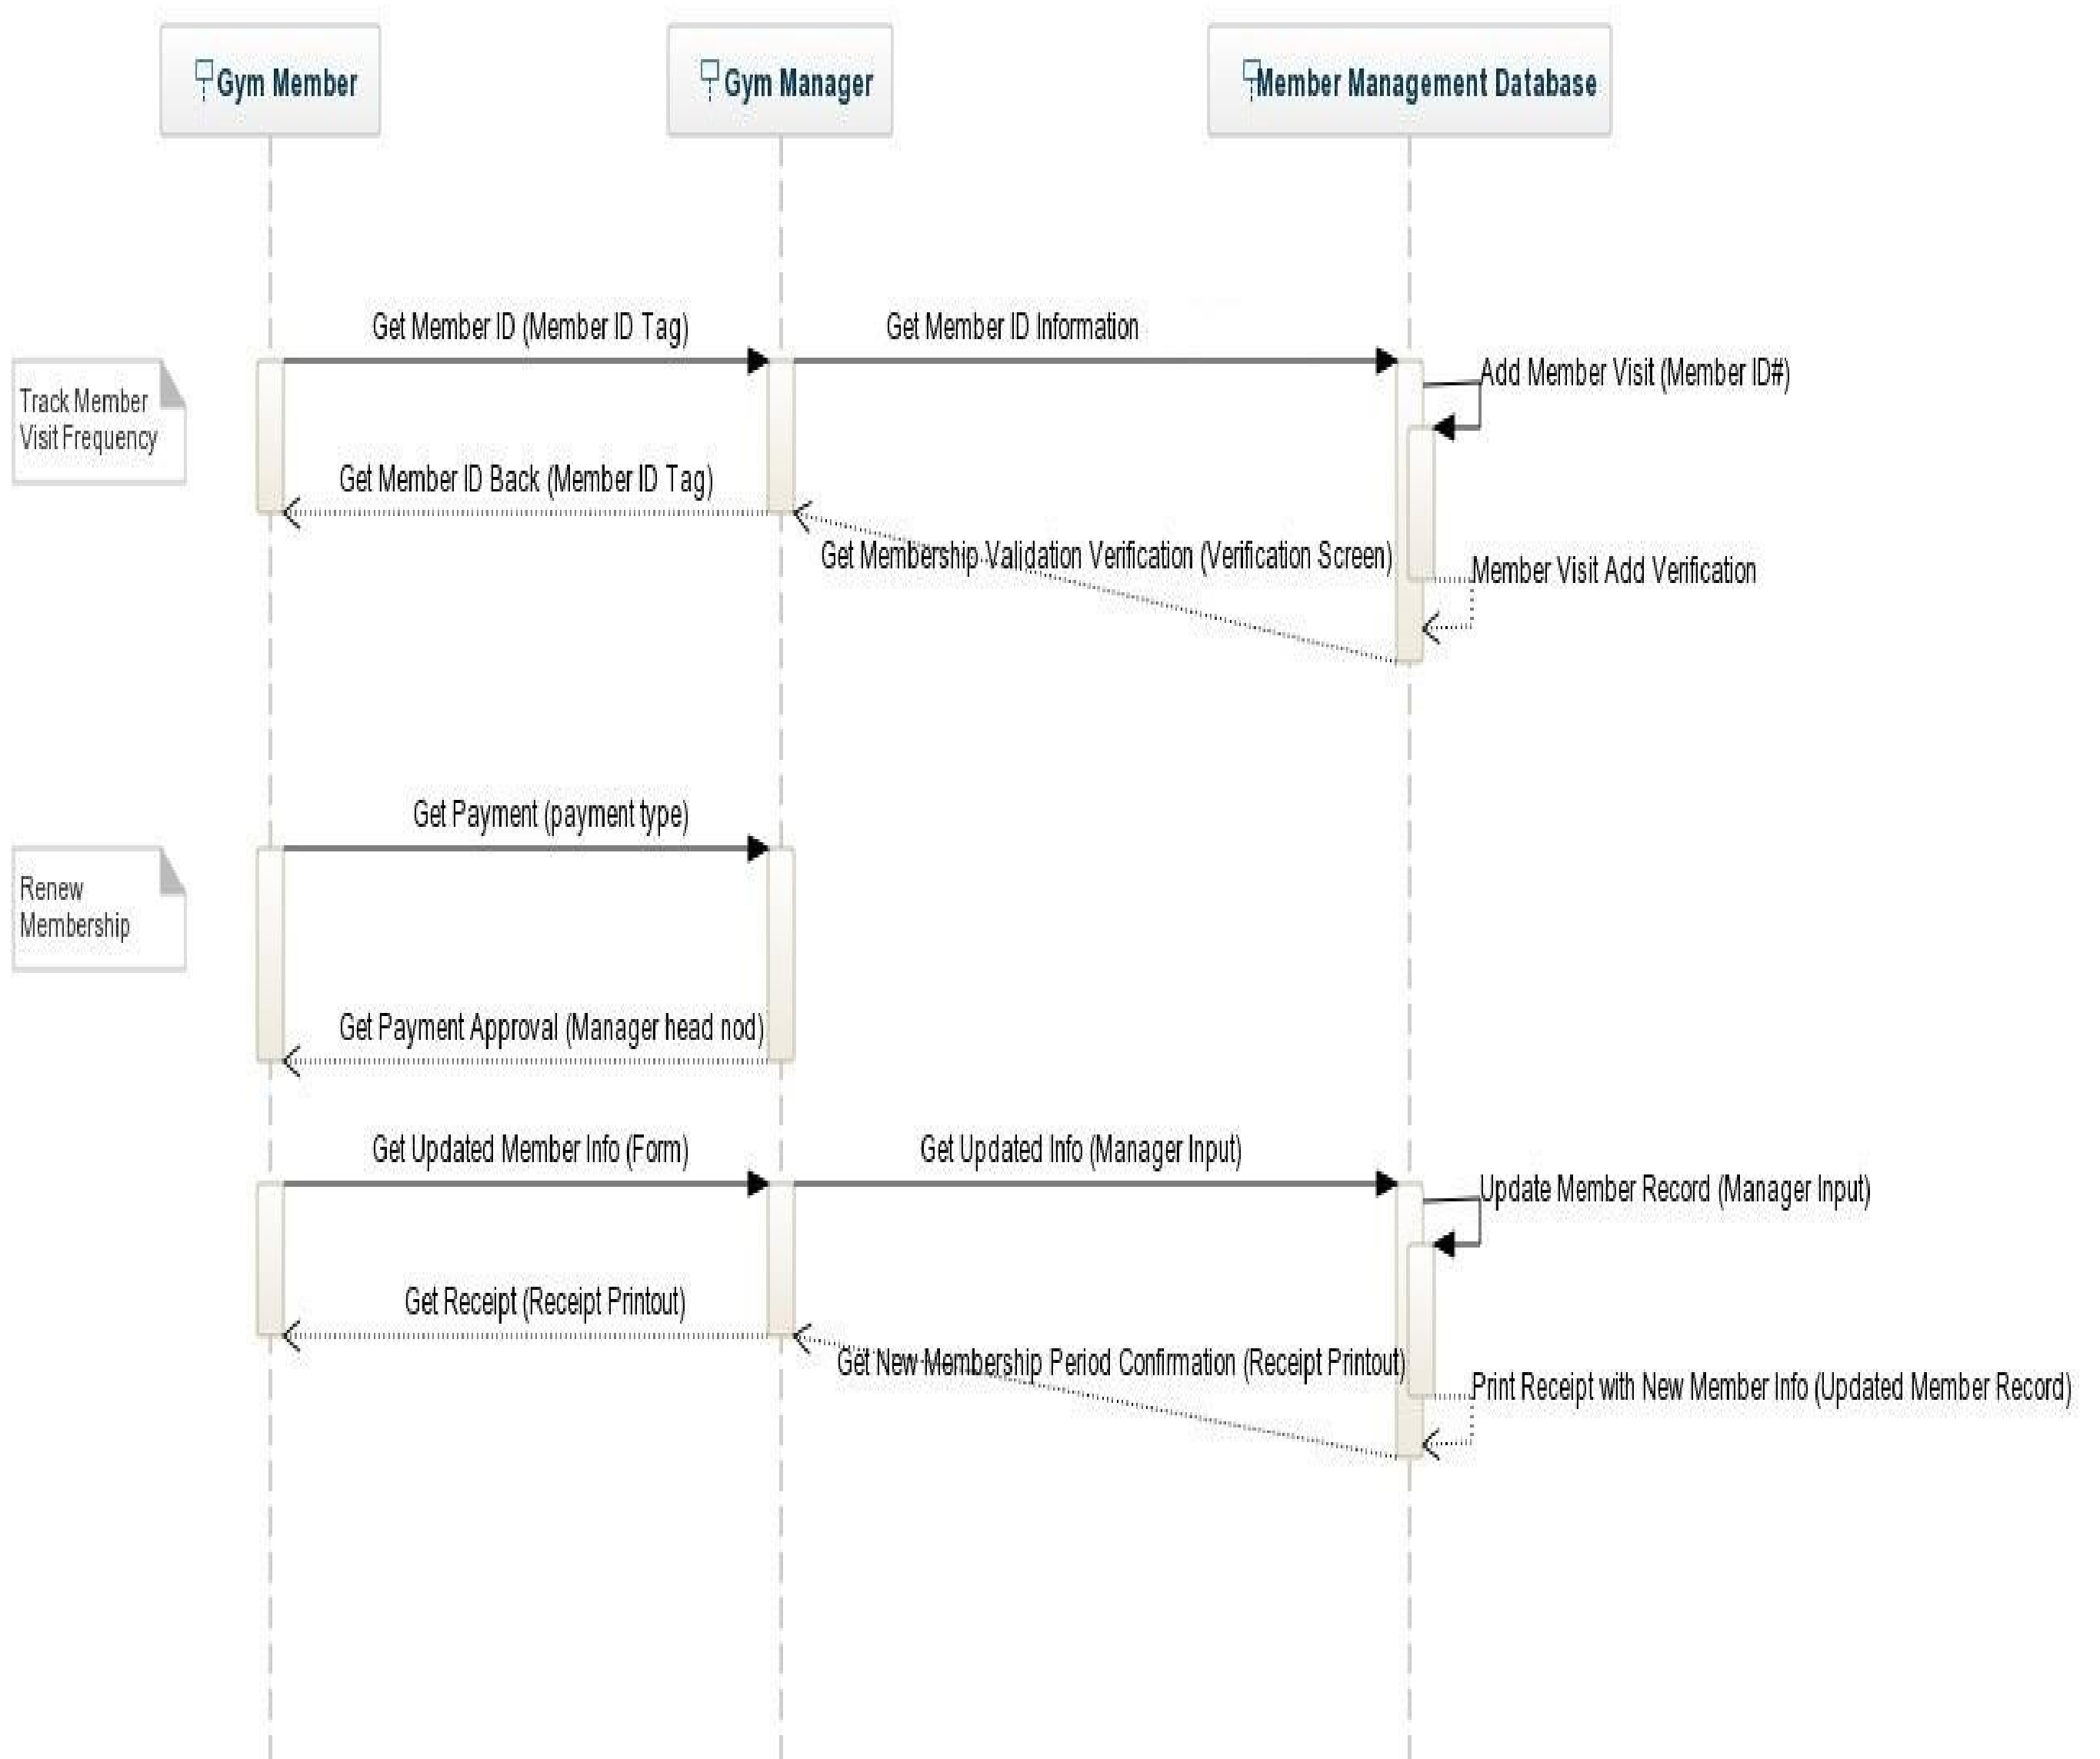 Gym Member
Gym Manager
Member Management Database
Get Member ID (Member ID Tag)
Get Member ID Information
Add Member Visit (Member ID#)
Track Member
Visit Frequency
Get Member ID Back (Member ID Tag)
Get Membership Validation Verification (Verification Screen)
Member Visit Add Verification
Get Payment (payment type)
Renew
Membership
Get Payment Approval (Manager head nod)
Get Updated Member Info (Form)
Get Updated Info (Manager Input)
Update Member Record (Manager Input)
Get Receipt (Receipt Printout)
Get New Membership Period Confirmation (Receipt Printout)
Print Receipt with New Member Info (Updated Member Record)